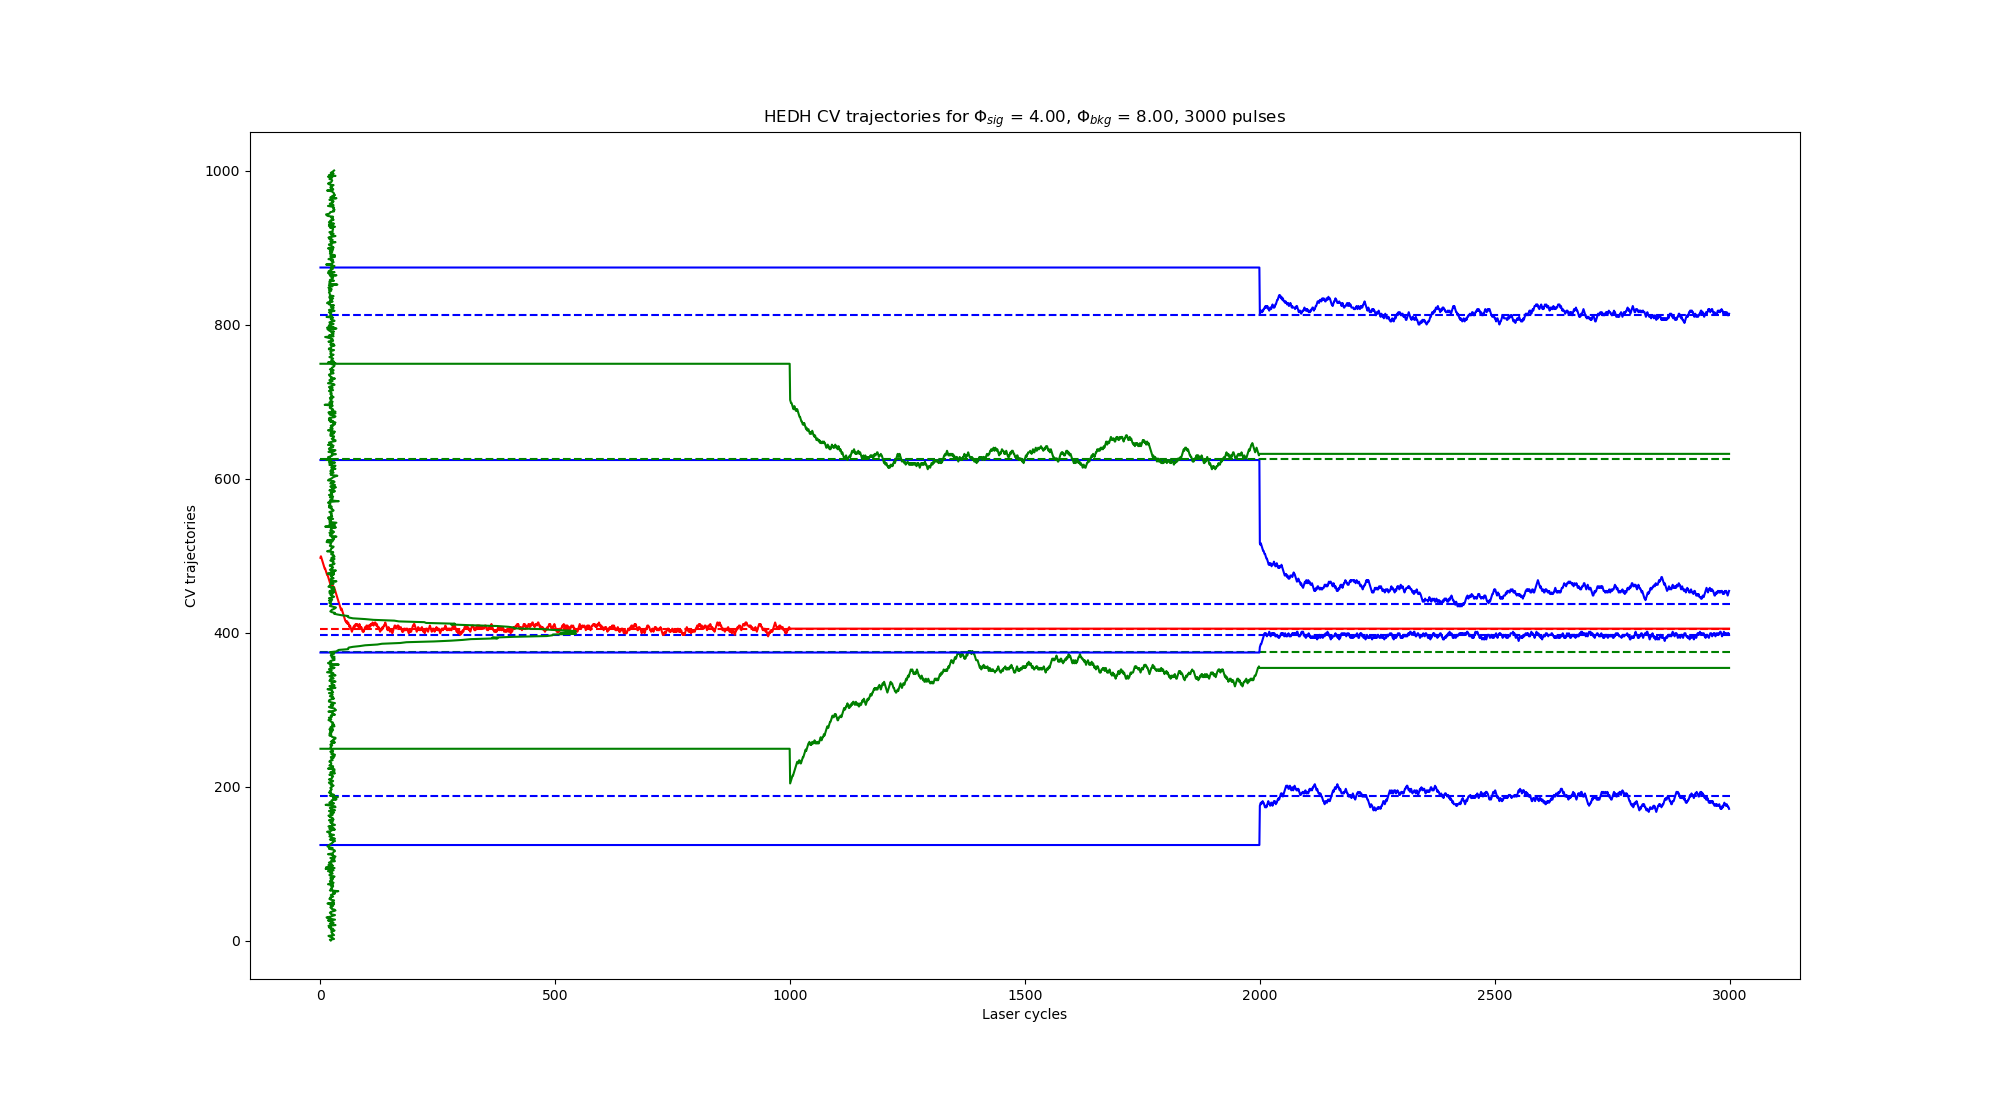 HEDH CV trajectories for Φsig = 4.00, Φbkg = 8.00, 3000 pulses
1000
800
600
400
200
0
CV trajectories
0 500 1000 1500 2000 2500 3000
Laser cycles